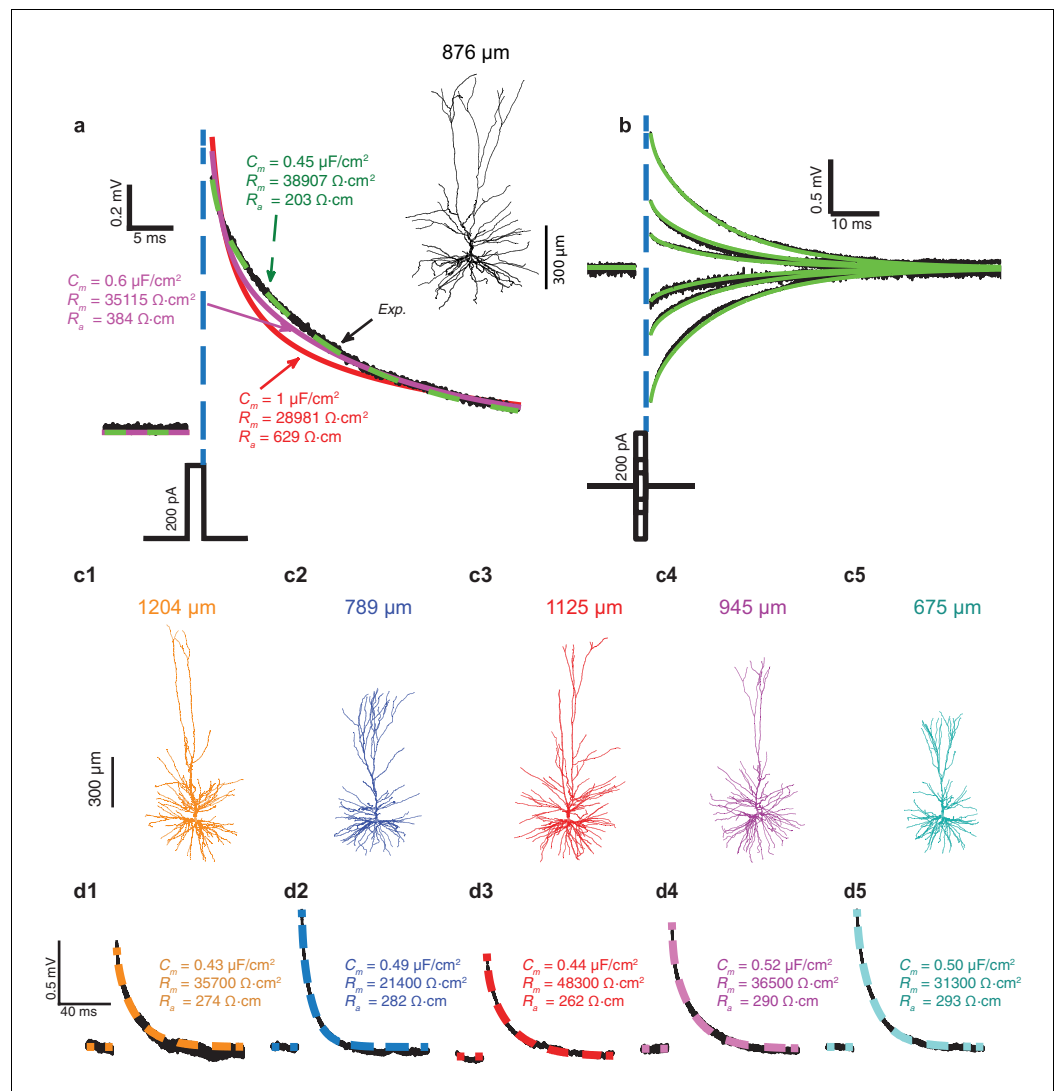 876 µm
a
b
C_m = 0.45 µF/cm²
R_m = 38907 Ω·cm²
R_a = 203 Ω·cm
0.2 mV
5 ms
0.5 mV
10 ms
300 µm
C_m = 0.6 µF/cm²
R_m = 35115 Ω·cm²
R_a = 384 Ω·cm
Exp.
C_m = 1 µF/cm²
R_m = 28981 Ω·cm²
R_a = 629 Ω·cm
200 pA
200 pA
c1
c2
c3
c4
c5
1204 µm
789 µm
1125 µm
945 µm
675 µm
300 µm
d1
d2
d3
d4
d5
0.5 mV
40 ms
C_m = 0.43 µF/cm²
R_m = 35700 Ω·cm²
R_a = 274 Ω·cm
C_m = 0.49 µF/cm²
R_m = 21400 Ω·cm²
R_a = 282 Ω·cm
C_m = 0.44 µF/cm²
R_m = 48300 Ω·cm²
R_a = 262 Ω·cm
C_m = 0.52 µF/cm²
R_m = 36500 Ω·cm²
R_a = 290 Ω·cm
C_m = 0.50 µF/cm²
R_m = 31300 Ω·cm²
R_a = 293 Ω·cm